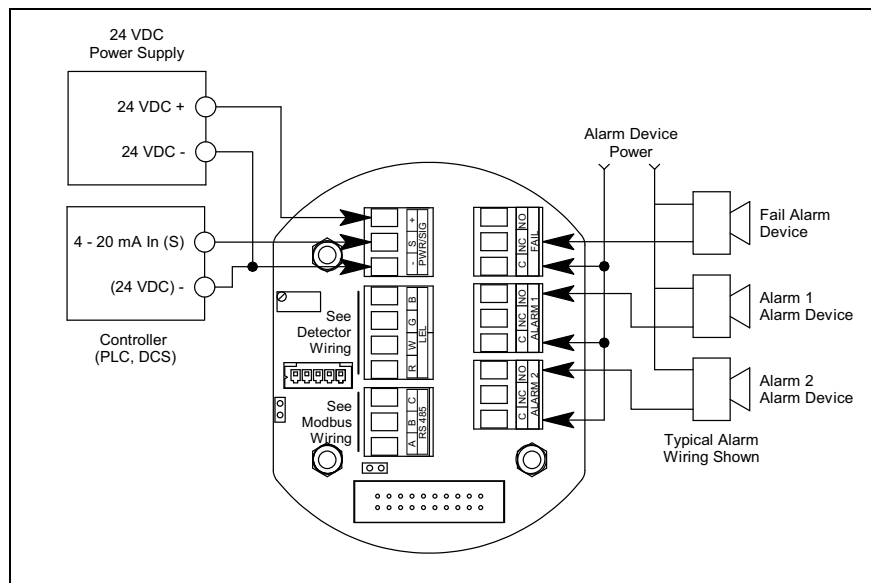 24 VDC
Power Supply
24 VDC +
24 VDC -
4 - 20 mA In (S)
(24 VDC) -
Controller
(PLC, DCS)
+
S
-
PWR/SIG
See
Detector
Wiring
B
G
W
R
LEL
See
Modbus
Wiring
C
B
A
RS 485
NO
NC
C
FAIL
NO
NC
C
ALARM 1
NO
NC
C
ALARM 2
Alarm Device
Power
Fail Alarm
Device
Alarm 1
Alarm Device
Alarm 2
Alarm Device
Typical Alarm
Wiring Shown